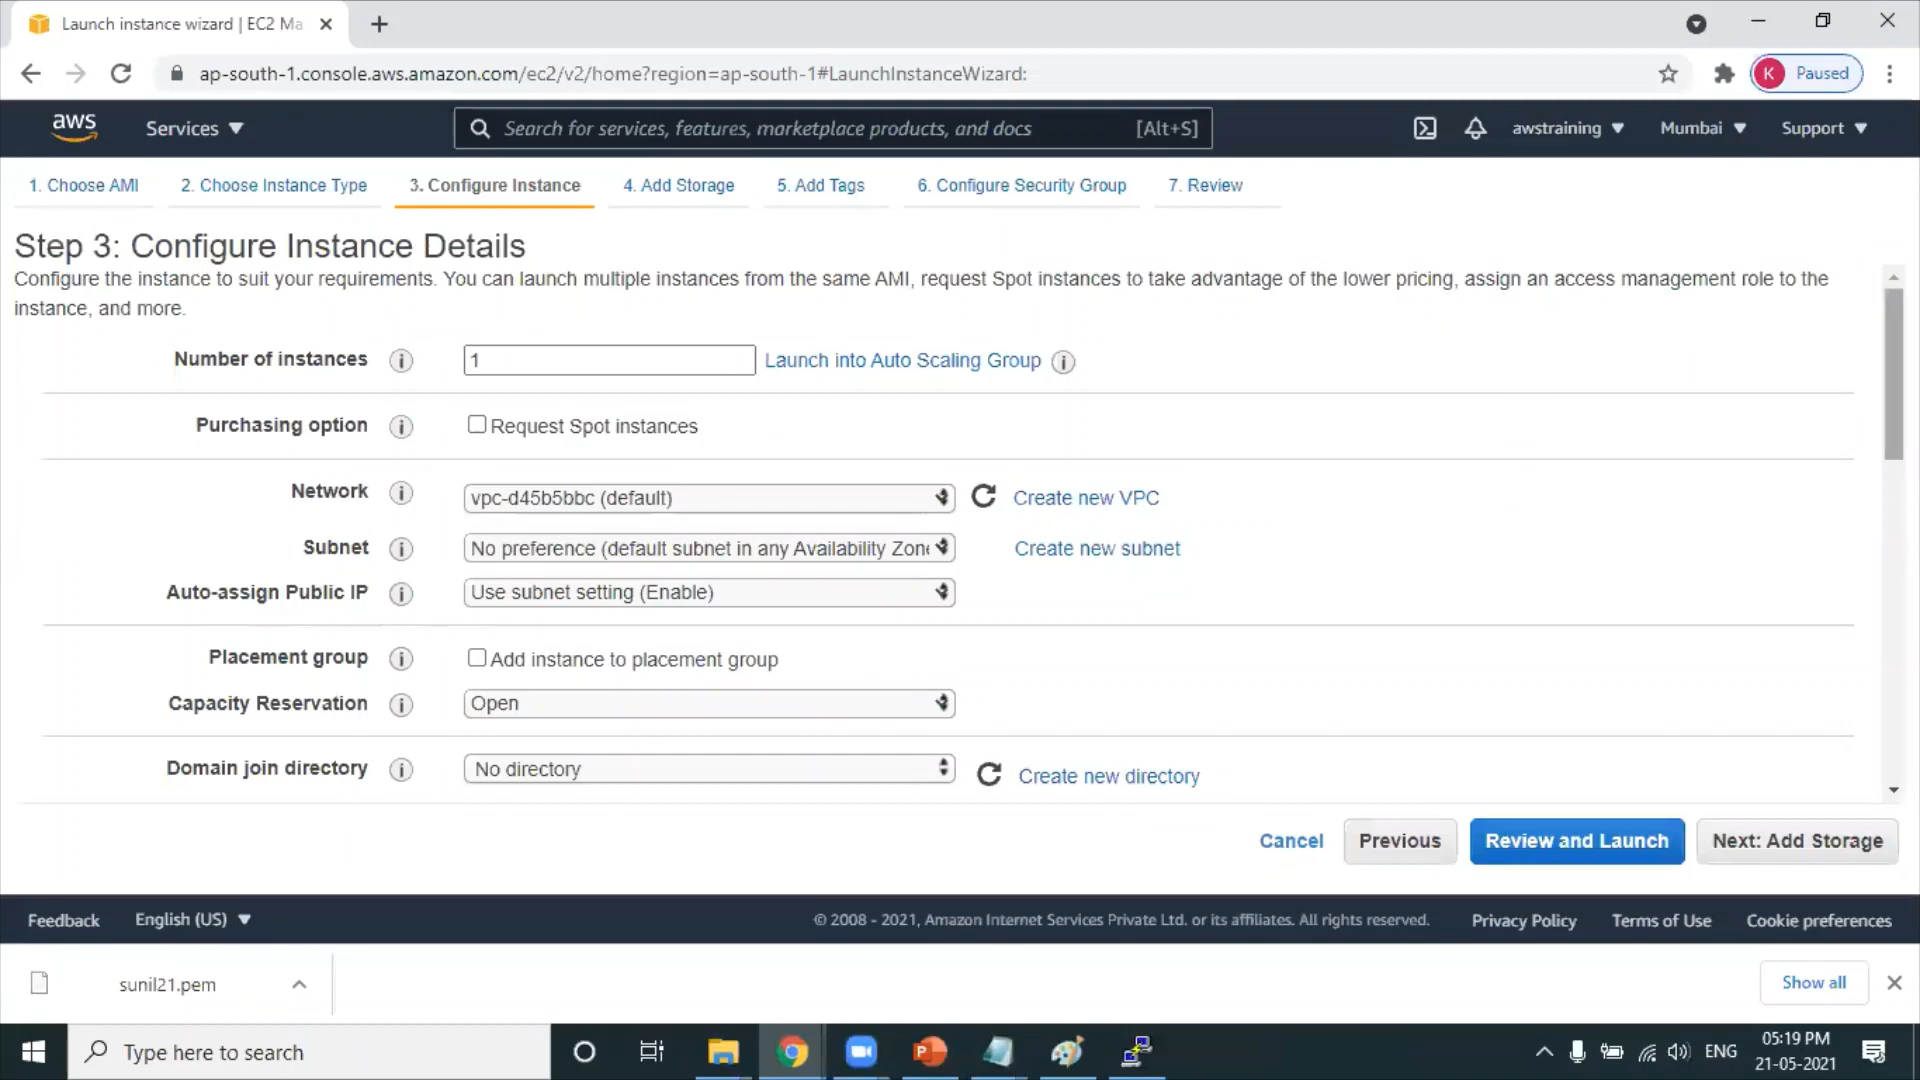 Launch instance wizard | EC2 Ma
ap-south-1.console.aws.amazon.com/ec2/v2/home?region=ap-south-1#LaunchInstanceWizard:
K Paused
aws Services Search for services, features, marketplace products, and docs [Alt+S] awstraining Mumbai Support
1. Choose AMI 2. Choose Instance Type 3. Configure Instance 4. Add Storage 5. Add Tags 6. Configure Security Group 7. Review
Step 3: Configure Instance Details
Configure the instance to suit your requirements. You can launch multiple instances from the same AMI, request Spot instances to take advantage of the lower pricing, assign an access management role to the
instance, and more.
Number of instances i 1 Launch into Auto Scaling Group i
Purchasing option i Request Spot instances
Network i vpc-d45b5bbc (default) Create new VPC
Subnet i No preference (default subnet in any Availability Zone Create new subnet
Auto-assign Public IP i Use subnet setting (Enable)
Placement group i Add instance to placement group
Capacity Reservation i Open
Domain join directory i No directory Create new directory
Cancel Previous Review and Launch Next: Add Storage
Feedback English (US) © 2008 - 2021, Amazon Internet Services Private Ltd. or its affiliates. All rights reserved. Privacy Policy Terms of Use Cookie preferences
sunil21.pem Show all
Type here to search P ENG 05:19 PM
21-05-2021